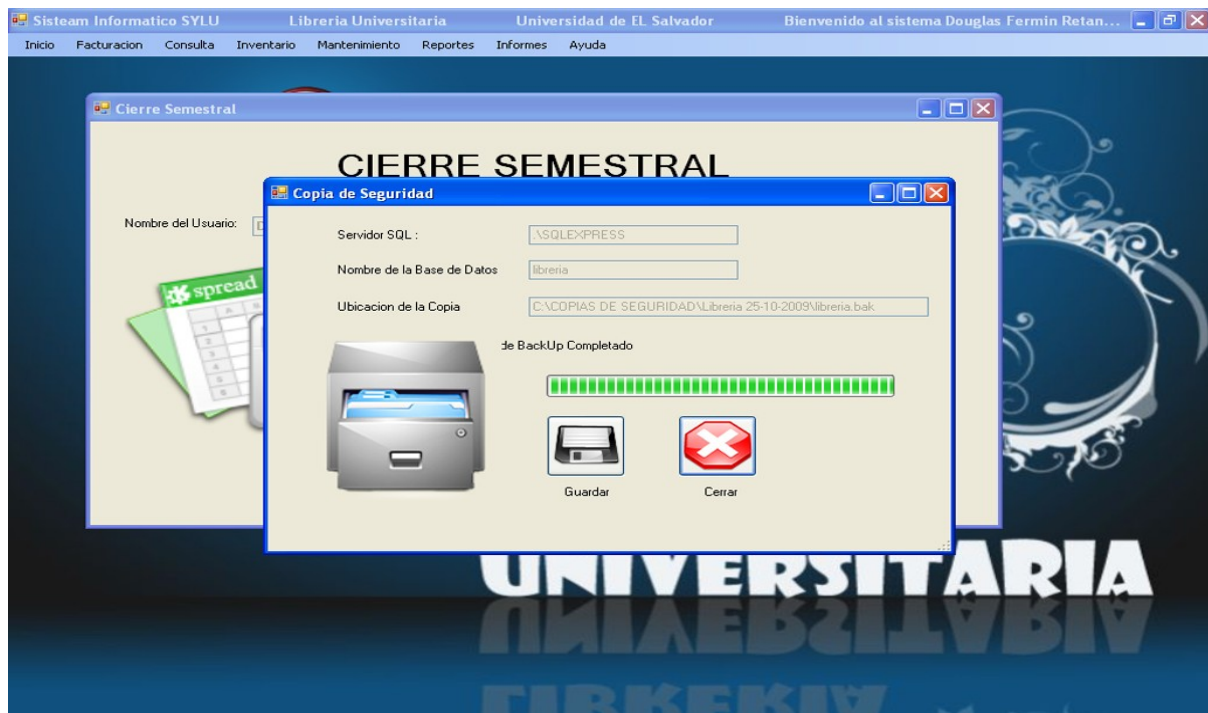 Sisteam Informatico SYLU Libreria Universitaria Universidad de EL Salvador Bienvenido al sistema Douglas Fermin Retan...
Inicio Facturacion Consulta Inventario Mantenimiento Reportes Informes Ayuda
Cierre Semestral
CIERRE SEMESTRAL
Nombre del Usuario:
spread
Copia de Seguridad
Servidor SQL : .\SQLEXPRESS
Nombre de la Base de Datos libreria
Ubicacion de la Copia C:\COPIAS DE SEGURIDAD\Libreria 25-10-2009\libreria.bak
de BackUp Completado
Guardar Cerrar
UNIVERSITARIA